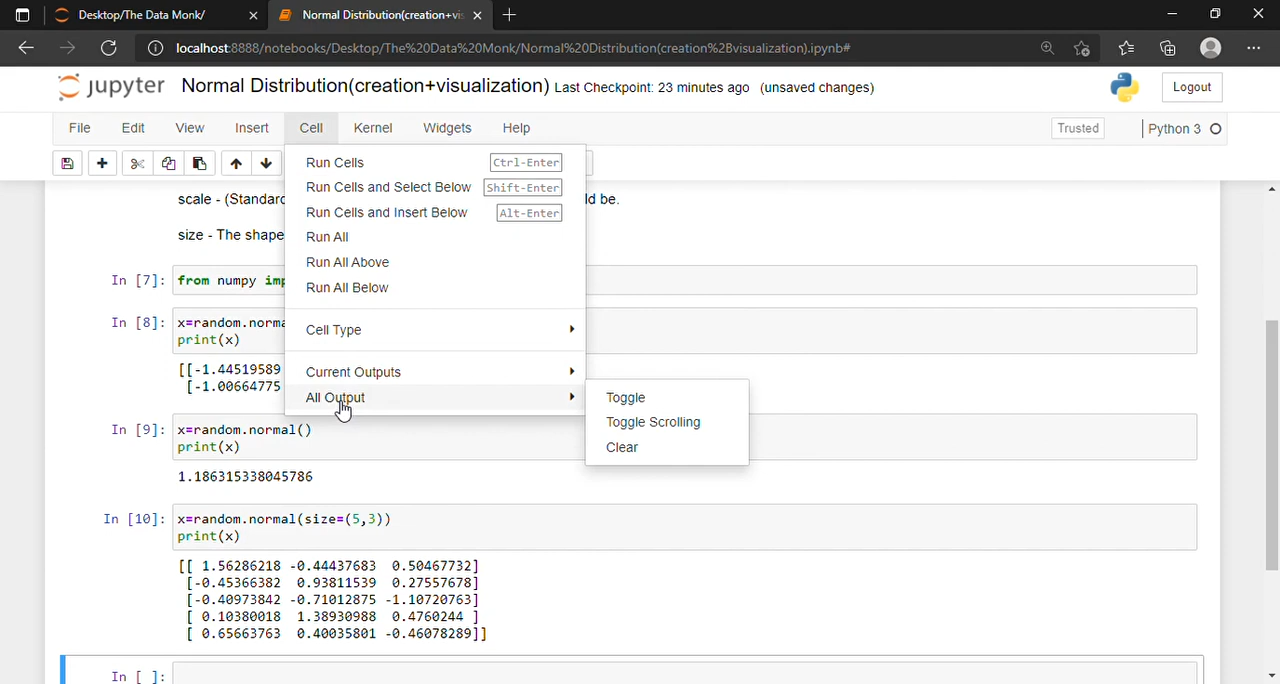 Desktop/The Data Monk/
Normal Distribution(creation+vis
localhost:8888/notebooks/Desktop/The%20Data%20Monk/Normal%20Distribution(creation%2Bvisualization).ipynb#
jupyter Normal Distribution(creation+visualization) Last Checkpoint: 23 minutes ago (unsaved changes)
Logout
File Edit View Insert Cell Kernel Widgets Help
Trusted Python 3
Run Cells Ctrl-Enter
Run Cells and Select Below Shift-Enter
Run Cells and Insert Below Alt-Enter
Run All
Run All Above
Run All Below
Cell Type
Current Outputs
All Output
Toggle
Toggle Scrolling
Clear
scale - (Standard
ld be.
size - The shape
In [7]: from numpy imp
In [8]: x=random.norma
print(x)
[[-1.44519589
[-1.00664775
In [9]: x=random.normal()
print(x)
1.186315338045786
In [10]: x=random.normal(size=(5,3))
print(x)
[[ 1.56286218 -0.44437683 0.50467732]
[-0.45366382 0.93811539 0.27557678]
[-0.40973842 -0.71012875 -1.10720763]
[ 0.10380018 1.38930988 0.4760244 ]
[ 0.65663763 0.40035801 -0.46078289]]
In [ ]: